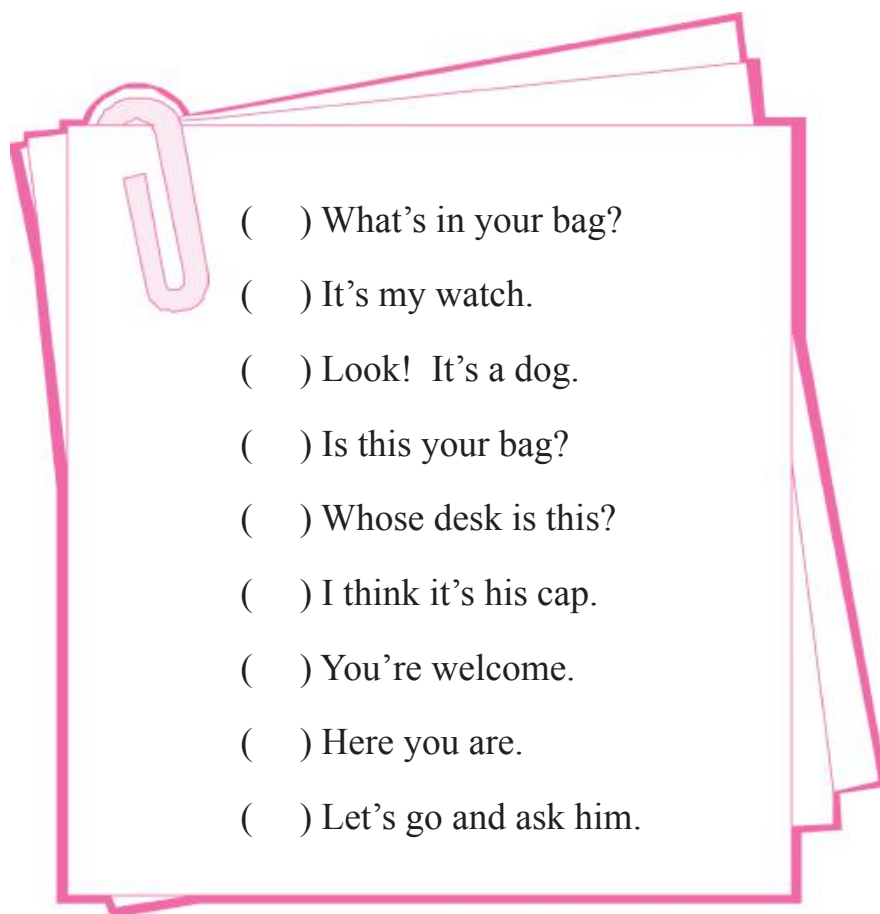 (    ) What’s in your bag?
(    ) It’s my watch.
(    ) Look!  It’s a dog.
(    ) Is this your bag?
(    ) Whose desk is this?
(    ) I think it’s his cap.
(    ) You’re welcome.
(    ) Here you are.
(    ) Let’s go and ask him.